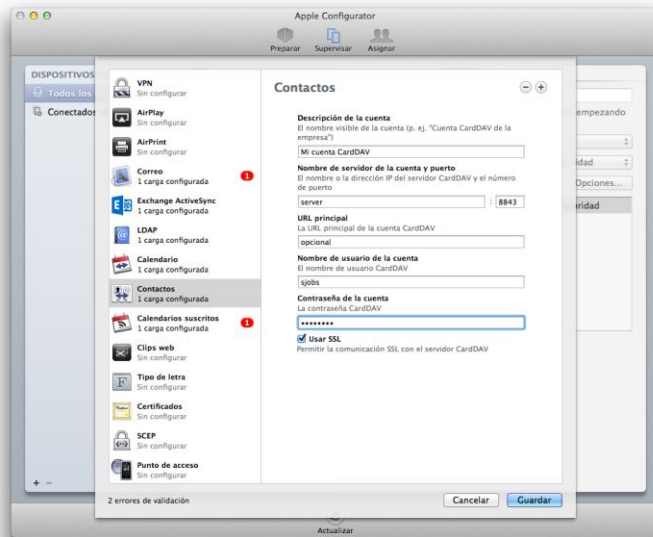 Apple Configurator
Preparar
Supervisar
Asignar
DISPOSITIVOS
Todos los
Conectados
VPN
Sin configurar
AirPlay
Sin configurar
AirPrint
Sin configurar
Correo
1 carga configurada
1
Exchange ActiveSync
1 carga configurada
LDAP
1 carga configurada
Calendario
1 carga configurada
Contactos
1 carga configurada
Calendarios suscritos
1 carga configurada
1
Clips web
Sin configurar
Tipo de letra
Sin configurar
Certificados
Sin configurar
SCEP
Sin configurar
Punto de acceso
Sin configurar
Contactos
Descripción de la cuenta
El nombre visible de la cuenta (p. ej. "Cuenta CardDAV de la
empresa")
Mi cuenta CardDAV
Nombre de servidor de la cuenta y puerto
El nombre o la dirección IP del servidor CardDAV y el número
de puerto
server : 8843
URL principal
La URL principal de la cuenta CardDAV
opcional
Nombre de usuario de la cuenta
El nombre de usuario CardDAV
sjobs
Contraseña de la cuenta
La contraseña CardDAV
••••••••
Usar SSL
Permitir la comunicación SSL con el servidor CardDAV
empezando
idad
Opciones...
uridad
2 errores de validación
Cancelar
Guardar
Actualizar